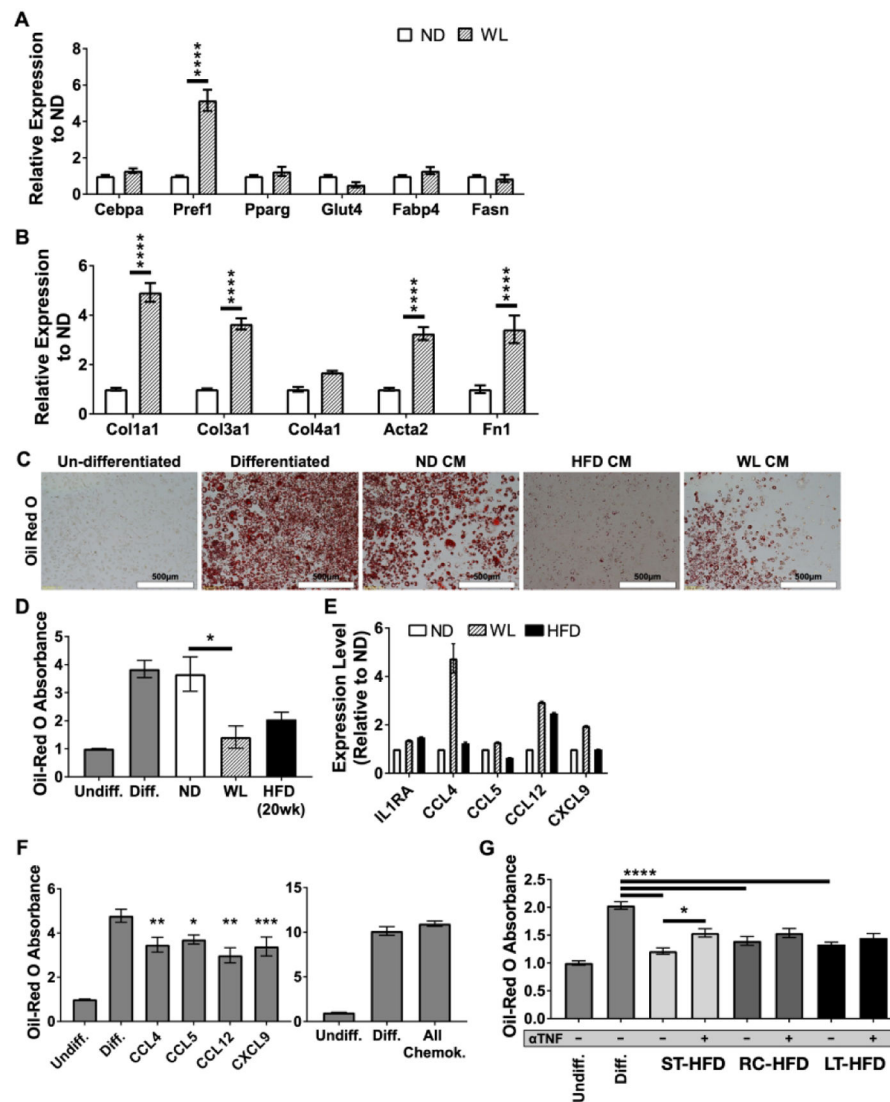 A
ND WL
Relative Expression
to ND
8
6
4
2
0
****
Cebpa Pref1 Pparg Glut4 Fabp4 Fasn
B
Relative Expression
to ND
6
4
2
0
**** **** **** ****
Col1a1 Col3a1 Col4a1 Acta2 Fn1
C
Un-differentiated Differentiated ND CM HFD CM WL CM
Oil Red O
500µm 500µm 500µm 500µm 500µm
D
Oil-Red O Absorbance
5
4
3
2
1
0
*
Undiff. Diff. ND WL HFD
(20wk)
E
ND WL HFD
Expression Level
(Relative to ND)
6
4
2
0
IL1RA CCL4 CCL5 CCL12 CXCL9
F
Oil-Red O Absorbance
6
4
2
0
** * ** ***
Undiff. Diff. CCL4 CCL5 CCL12 CXCL9
15
10
5
0
Undiff. Diff. All
Chemok.
G
Oil-Red O Absorbance
2.5
2.0
1.5
1.0
0.5
0.0
****
*
αTNF − + − + − +
Undiff. Diff. ST-HFD RC-HFD LT-HFD